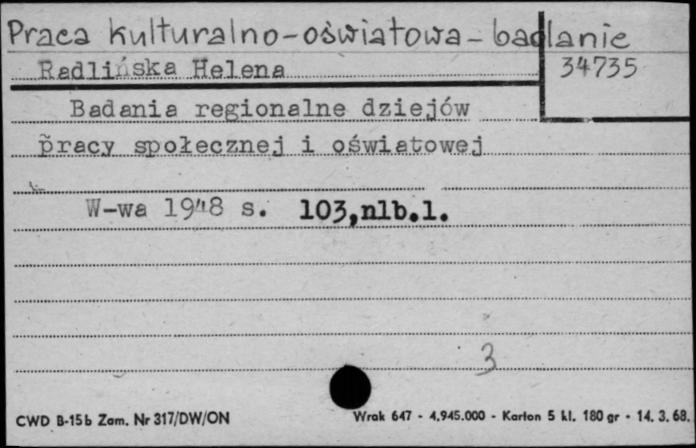 Praca kulturalno-oświatowa-badanie
Radlińska Helena
34735
Badania regionalne dziejów
pracy społecznej i oświatowej
W-wa 1948 s. 103,nlb.1.
3
CWD B-15b Zam. Nr 317/DW/ON
Wrak 647 - 4,945.000 - Karton 5 kl. 180 gr - 14. 3. 68.